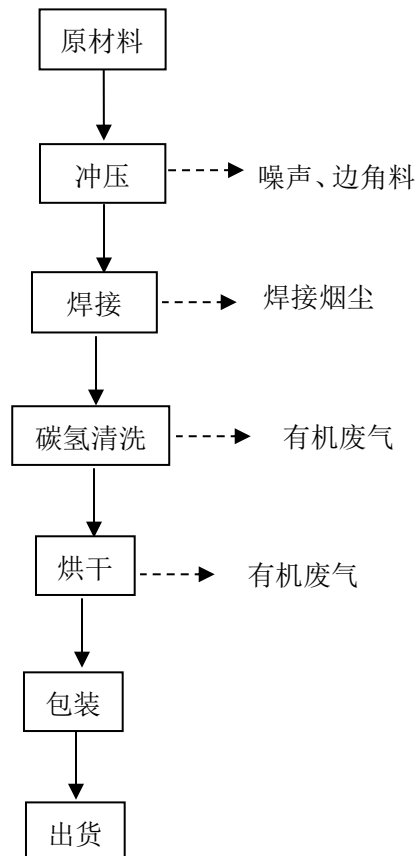 原材料
冲压
噪声、边角料
焊接
焊接烟尘
碳氢清洗
有机废气
烘干
有机废气
包装
出货